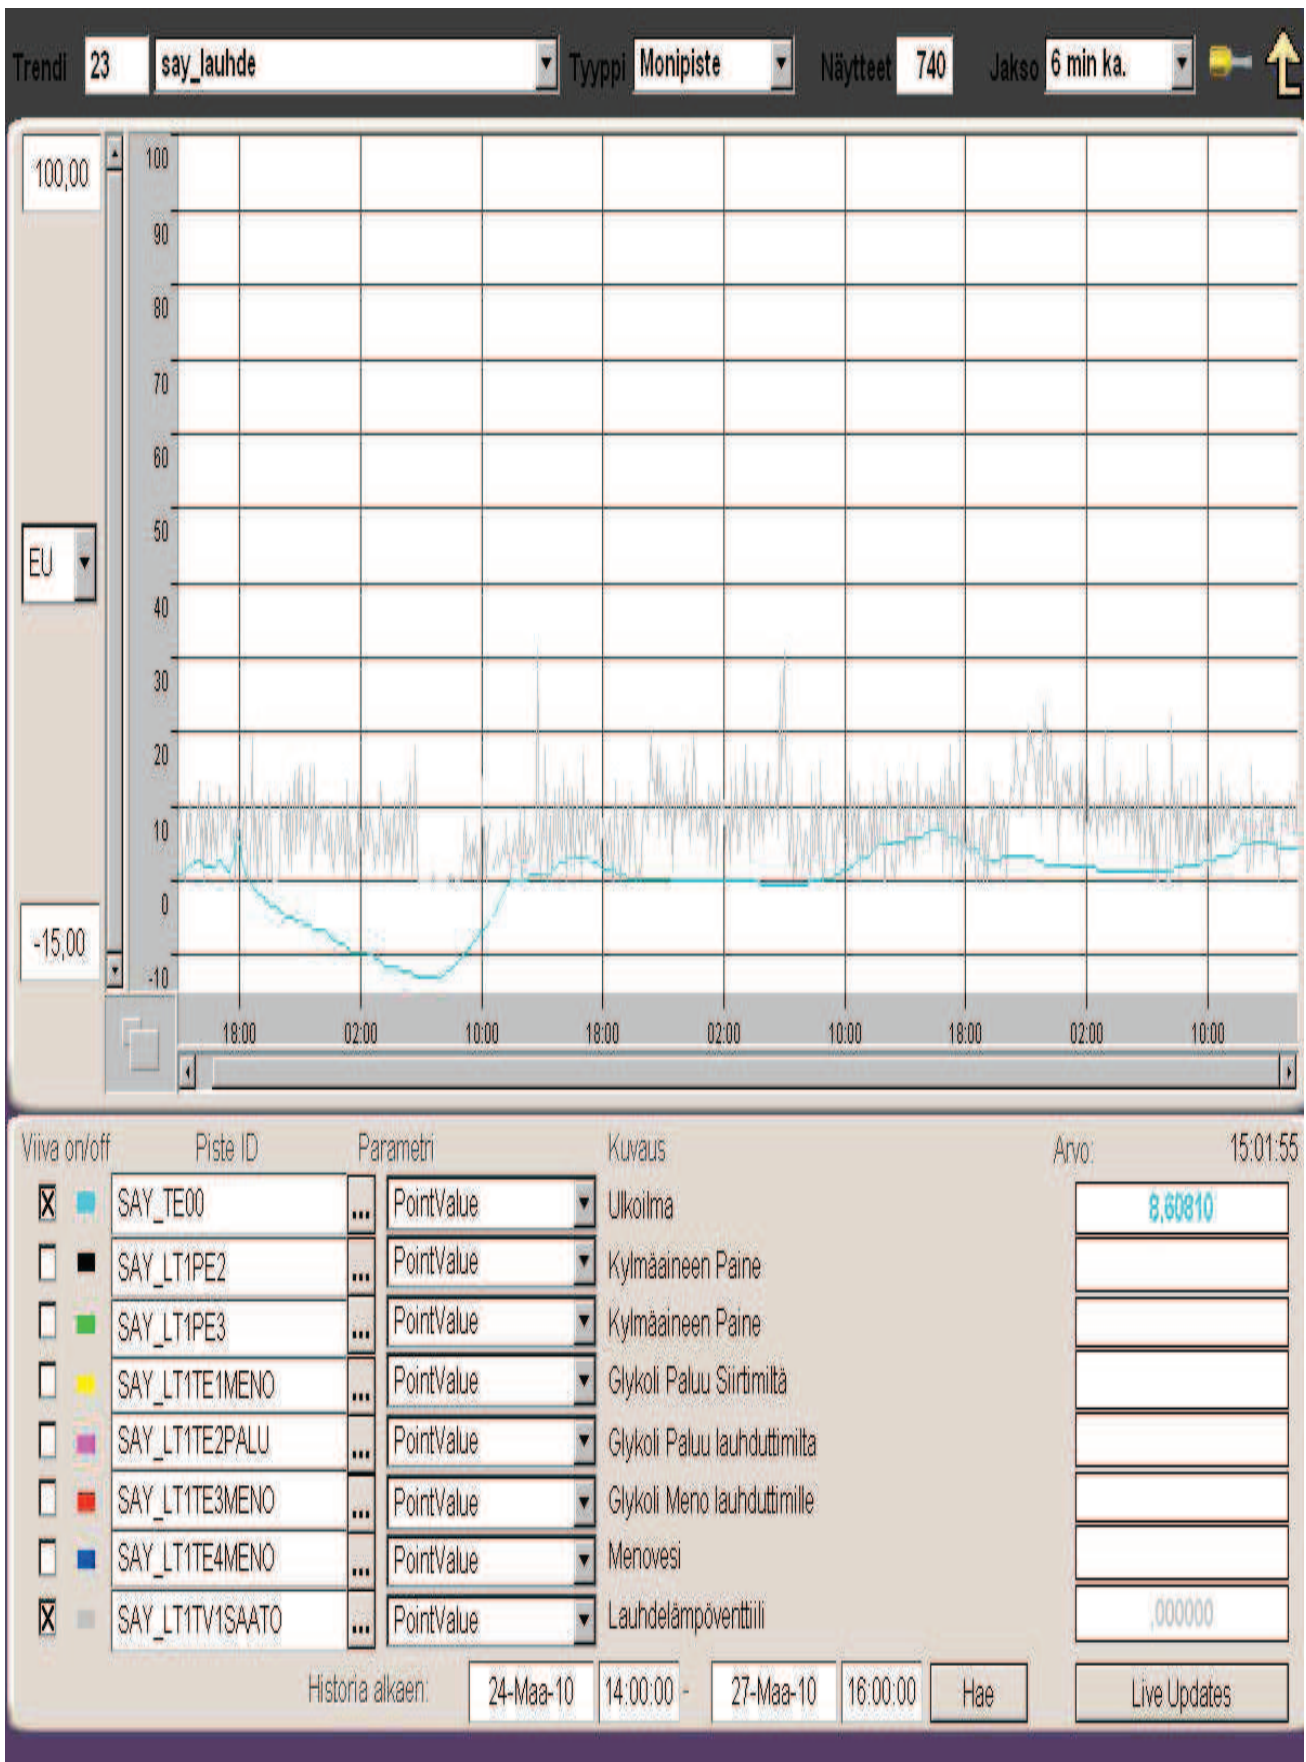 Trendi 23 say_lauhde Tyyppi Monipiste Näytteet 740 Jakso 6 min ka.
100,00
EU
-15,00
100
90
80
70
60
50
40
30
20
10
0
-10
18:00 02:00 10:00 18:00 02:00 10:00 18:00 02:00 10:00
Viiva on/off Piste ID Parametri Kuvaus Arvo: 15:01:55
SAY_TE00 ... PointValue Ulkoilma 8,60810
SAY_LT1PE2 ... PointValue Kylmäaineen Paine
SAY_LT1PE3 ... PointValue Kylmäaineen Paine
SAY_LT1TE1MENO ... PointValue Glykoli Paluu Siirtimiltä
SAY_LT1TE2PALU ... PointValue Glykoli Paluu lauhduttimilta
SAY_LT1TE3MENO ... PointValue Glykoli Meno lauhduttimille
SAY_LT1TE4MENO ... PointValue Menovesi
SAY_LT1TV1SAATO ... PointValue Lauhdelämpöventtiili ,000000
Historia alkaen: 24-Maa-10 14:00:00 - 27-Maa-10 16:00:00 Hae Live Updates